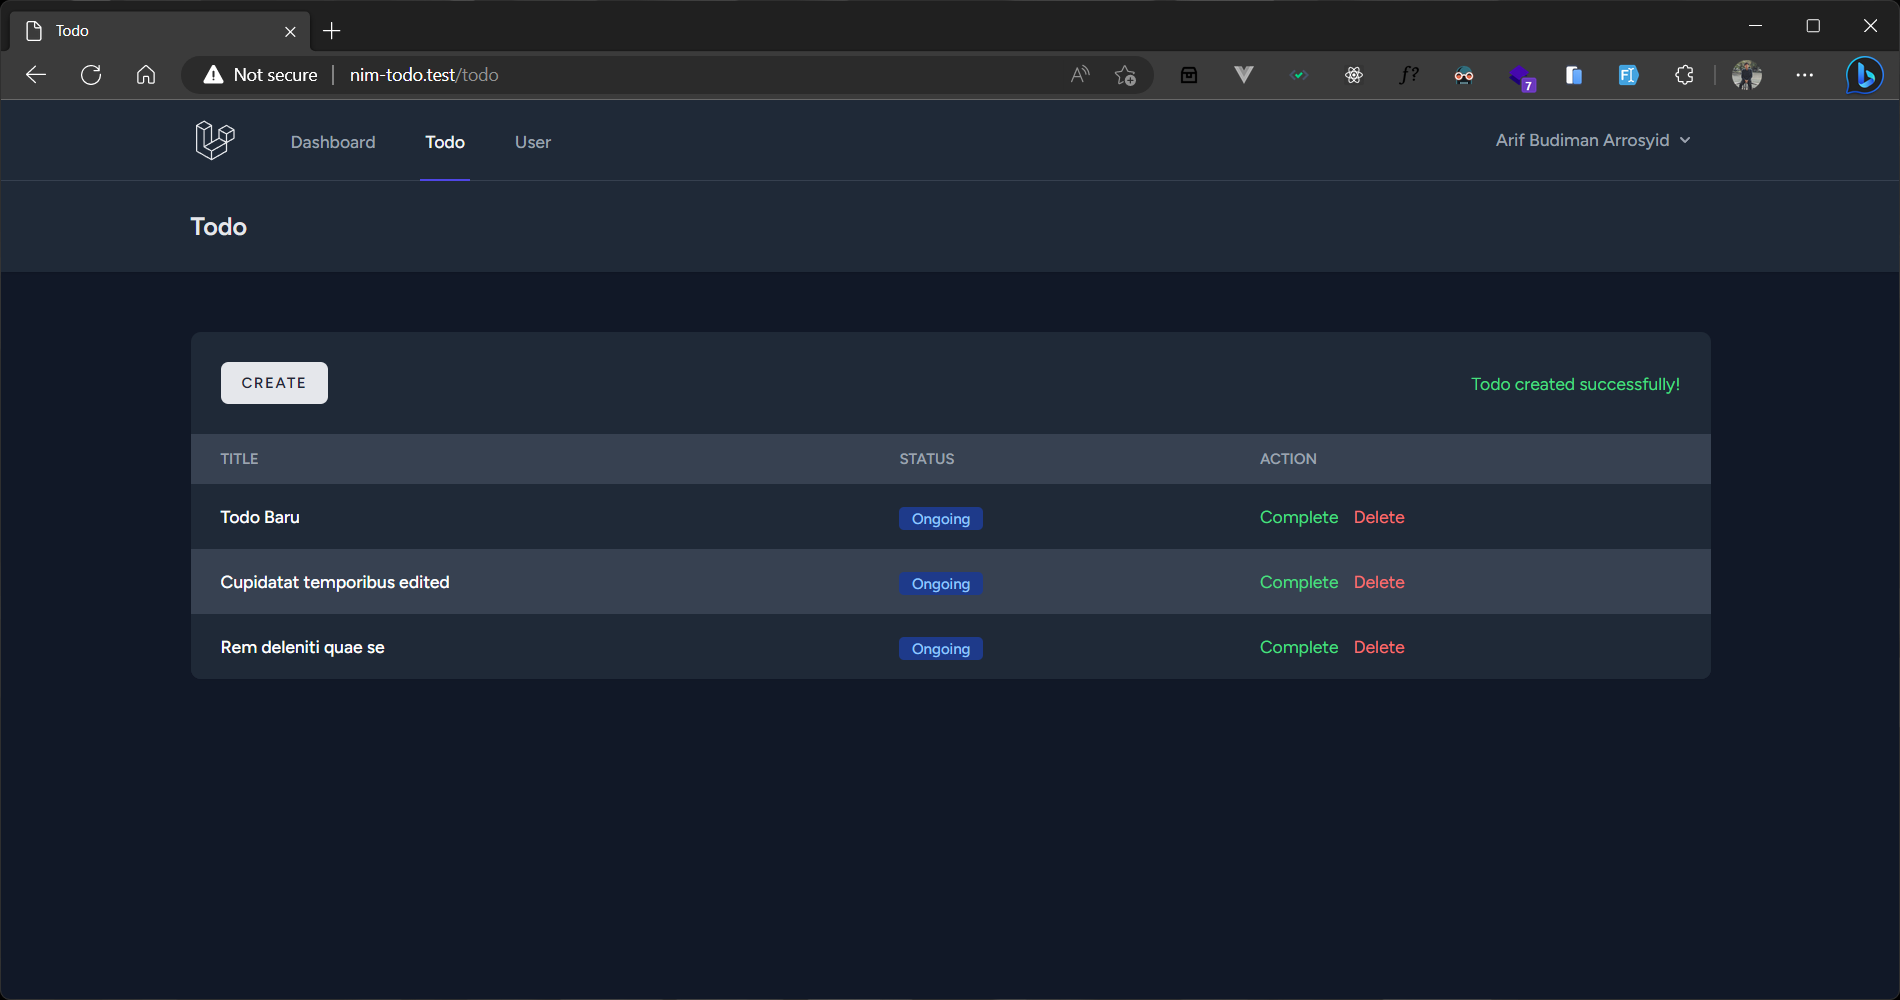 Todo
Not secure nim-todo.test/todo
7
Dashboard Todo User Arif Budiman Arrosyid
Todo
CREATE Todo created successfully!
TITLE STATUS ACTION
Todo Baru Ongoing Complete Delete
Cupidatat temporibus edited Ongoing Complete Delete
Rem deleniti quae se Ongoing Complete Delete